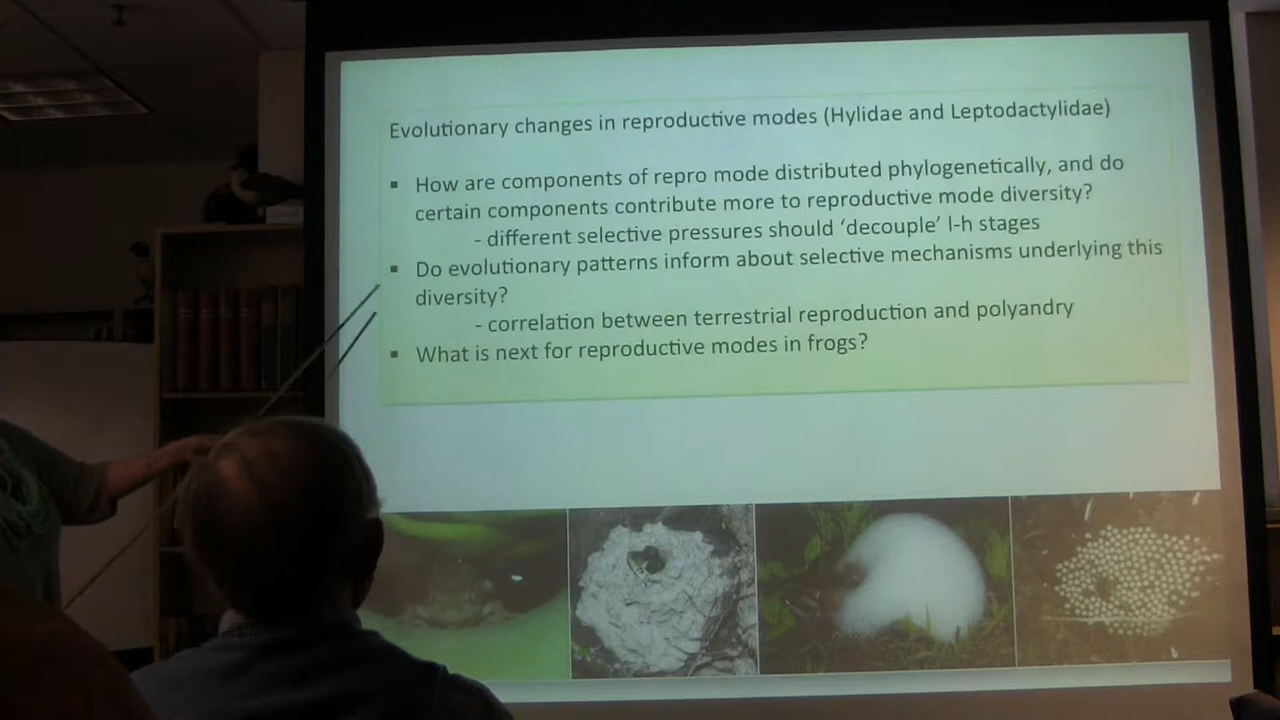 Evolutionary changes in reproductive modes (Hylidae and Leptodactylidae)
▪ How are components of repro mode distributed phylogenetically, and do
certain components contribute more to reproductive mode diversity?
- different selective pressures should ‘decouple’ l-h stages
▪ Do evolutionary patterns inform about selective mechanisms underlying this
diversity?
- correlation between terrestrial reproduction and polyandry
▪ What is next for reproductive modes in frogs?